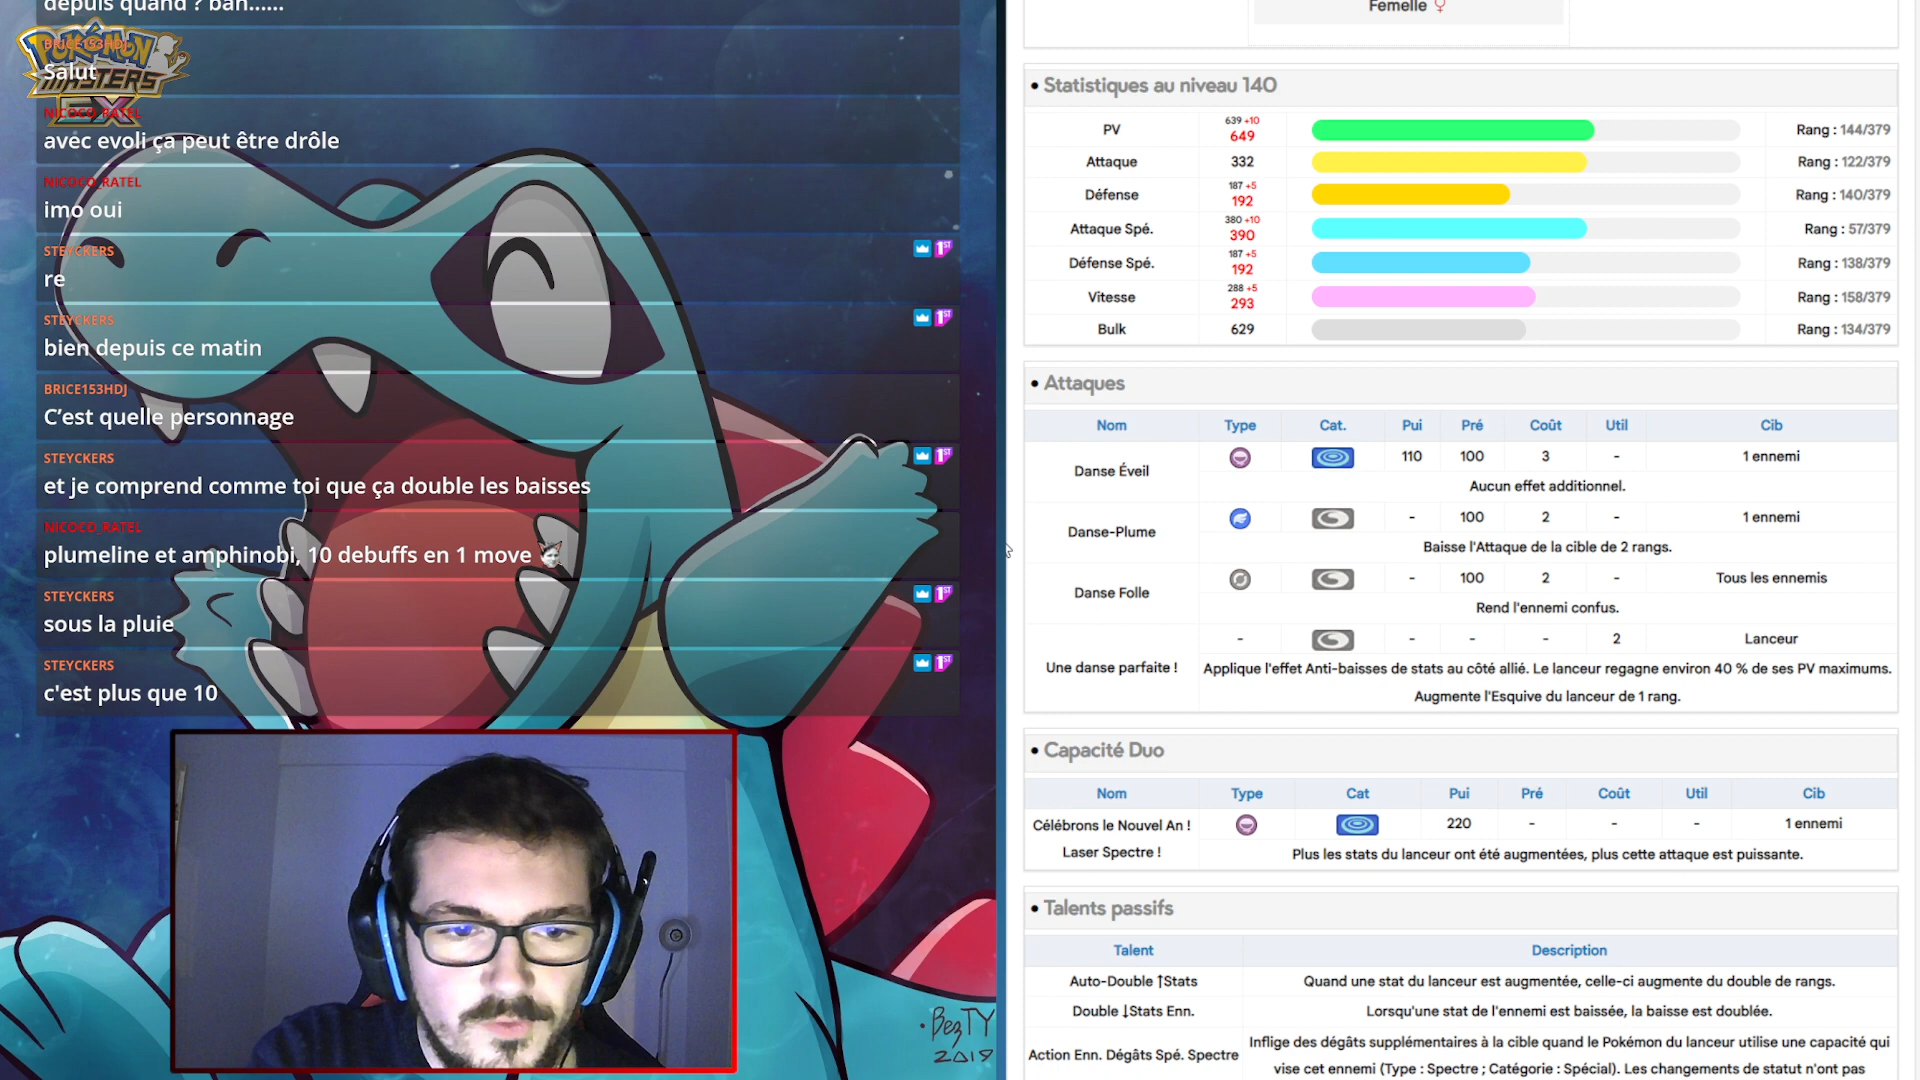 depuis quand ? bah......
POKÉMON
MASTERS
EX
BRICE153HDJ
Salut
NICOCO_RATEL
avec evoli ça peut être drôle
NICOCO_RATEL
imo oui
STEYCKERS
re
STEYCKERS
bien depuis ce matin
BRICE153HDJ
C'est quelle personnage
STEYCKERS
et je comprend comme toi que ça double les baisses
NICOCO_RATEL
plumeline et amphinobi, 10 debuffs en 1 move
STEYCKERS
sous la pluie
STEYCKERS
c'est plus que 10
1ST
1ST
1ST
1ST
1ST
BezTY
2019
Femelle ♀
• Statistiques au niveau 140
PV 639 +10 649 Rang : 144/379
Attaque 332 Rang : 122/379
Défense 187 +5 192 Rang : 140/379
Attaque Spé. 380 +10 390 Rang : 57/379
Défense Spé. 187 +5 192 Rang : 138/379
Vitesse 288 +5 293 Rang : 158/379
Bulk 629 Rang : 134/379
• Attaques
Nom Type Cat. Pui Pré Coût Util Cib
Danse Éveil 110 100 3 - 1 ennemi
Aucun effet additionnel.
Danse-Plume - 100 2 - 1 ennemi
Baisse l'Attaque de la cible de 2 rangs.
Danse Folle - 100 2 - Tous les ennemis
Rend l'ennemi confus.
- - - - 2 Lanceur
Une danse parfaite ! Applique l'effet Anti-baisses de stats au côté allié. Le lanceur regagne environ 40 % de ses PV maximums.
Augmente l'Esquive du lanceur de 1 rang.
• Capacité Duo
Nom Type Cat Pui Pré Coût Util Cib
Célébrons le Nouvel An ! 220 - - - 1 ennemi
Laser Spectre ! Plus les stats du lanceur ont été augmentées, plus cette attaque est puissante.
• Talents passifs
Talent Description
Auto-Double ↑Stats Quand une stat du lanceur est augmentée, celle-ci augmente du double de rangs.
Double ↓Stats Enn. Lorsqu'une stat de l'ennemi est baissée, la baisse est doublée.
Action Enn. Dégâts Spé. Spectre Inflige des dégâts supplémentaires à la cible quand le Pokémon du lanceur utilise une capacité qui
vise cet ennemi (Type : Spectre ; Catégorie : Spécial). Les changements de statut n'ont pas